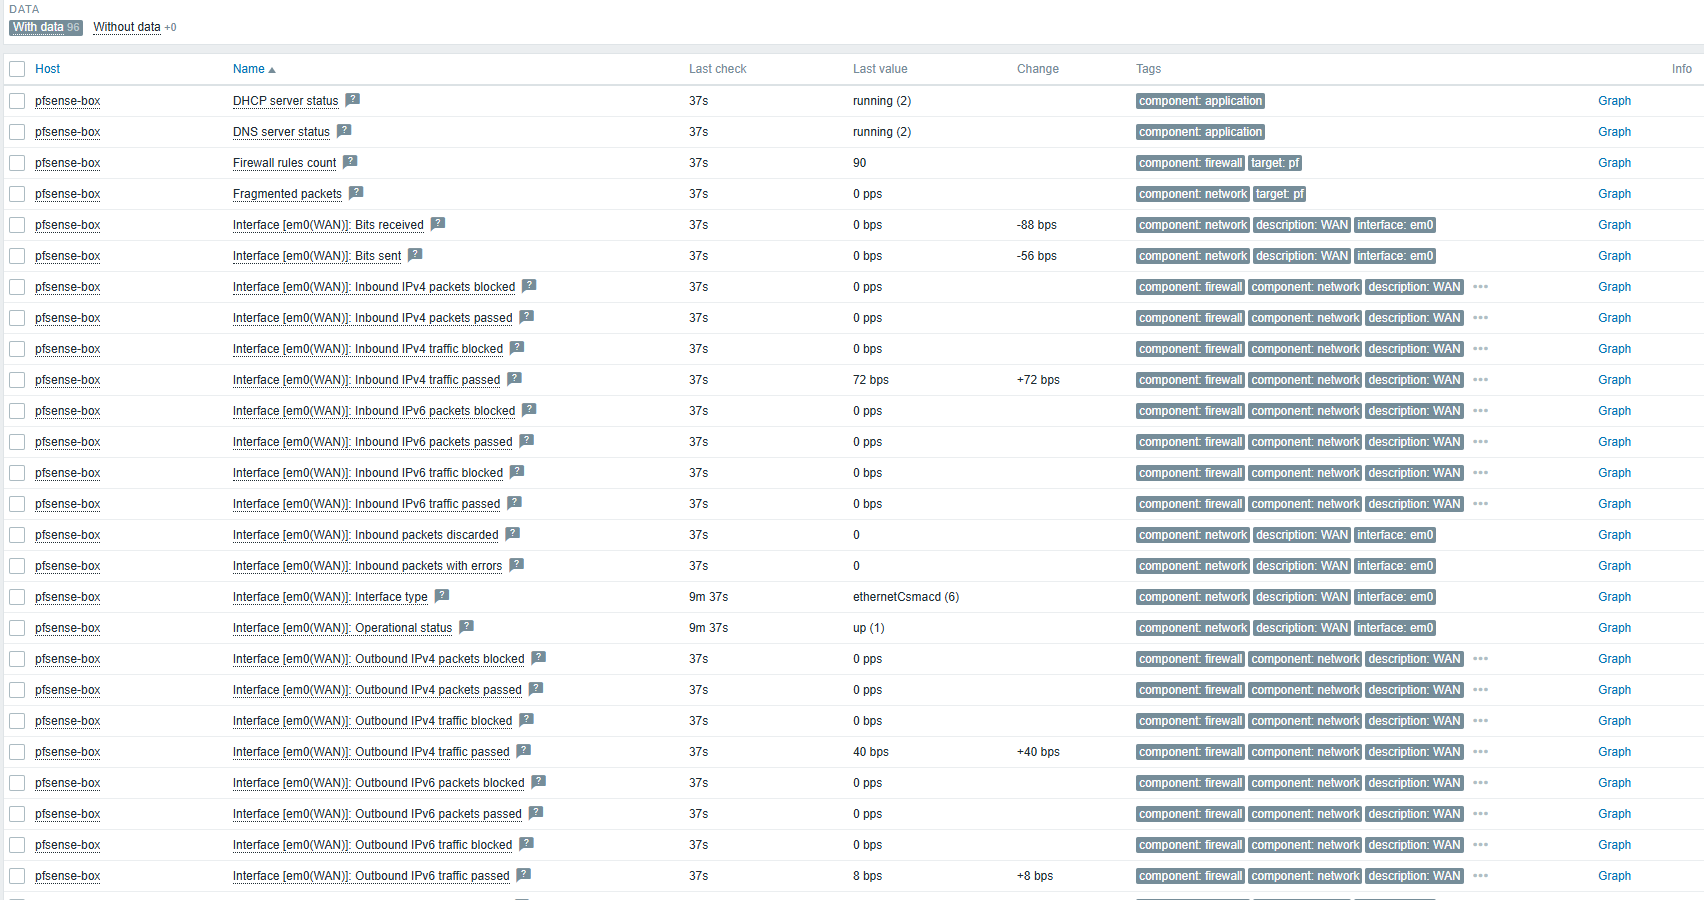 DATA
With data 96 Without data +0
Host Name Last check Last value Change Tags Info
pfsense-box DHCP server status ? 37s running (2) component: application Graph
pfsense-box DNS server status ? 37s running (2) component: application Graph
pfsense-box Firewall rules count ? 37s 90 component: firewall target: pf Graph
pfsense-box Fragmented packets ? 37s 0 pps component: network target: pf Graph
pfsense-box Interface [em0(WAN)]: Bits received ? 37s 0 bps -88 bps component: network description: WAN interface: em0 Graph
pfsense-box Interface [em0(WAN)]: Bits sent ? 37s 0 bps -56 bps component: network description: WAN interface: em0 Graph
pfsense-box Interface [em0(WAN)]: Inbound IPv4 packets blocked ? 37s 0 pps component: firewall component: network description: WAN ••• Graph
pfsense-box Interface [em0(WAN)]: Inbound IPv4 packets passed ? 37s 0 pps component: firewall component: network description: WAN ••• Graph
pfsense-box Interface [em0(WAN)]: Inbound IPv4 traffic blocked ? 37s 0 bps component: firewall component: network description: WAN ••• Graph
pfsense-box Interface [em0(WAN)]: Inbound IPv4 traffic passed ? 37s 72 bps +72 bps component: firewall component: network description: WAN ••• Graph
pfsense-box Interface [em0(WAN)]: Inbound IPv6 packets blocked ? 37s 0 pps component: firewall component: network description: WAN ••• Graph
pfsense-box Interface [em0(WAN)]: Inbound IPv6 packets passed ? 37s 0 pps component: firewall component: network description: WAN ••• Graph
pfsense-box Interface [em0(WAN)]: Inbound IPv6 traffic blocked ? 37s 0 bps component: firewall component: network description: WAN ••• Graph
pfsense-box Interface [em0(WAN)]: Inbound IPv6 traffic passed ? 37s 0 bps component: firewall component: network description: WAN ••• Graph
pfsense-box Interface [em0(WAN)]: Inbound packets discarded ? 37s 0 component: network description: WAN interface: em0 Graph
pfsense-box Interface [em0(WAN)]: Inbound packets with errors ? 37s 0 component: network description: WAN interface: em0 Graph
pfsense-box Interface [em0(WAN)]: Interface type ? 9m 37s ethernetCsmacd (6) component: network description: WAN interface: em0 Graph
pfsense-box Interface [em0(WAN)]: Operational status ? 9m 37s up (1) component: network description: WAN interface: em0 Graph
pfsense-box Interface [em0(WAN)]: Outbound IPv4 packets blocked ? 37s 0 pps component: firewall component: network description: WAN ••• Graph
pfsense-box Interface [em0(WAN)]: Outbound IPv4 packets passed ? 37s 0 pps component: firewall component: network description: WAN ••• Graph
pfsense-box Interface [em0(WAN)]: Outbound IPv4 traffic blocked ? 37s 0 bps component: firewall component: network description: WAN ••• Graph
pfsense-box Interface [em0(WAN)]: Outbound IPv4 traffic passed ? 37s 40 bps +40 bps component: firewall component: network description: WAN ••• Graph
pfsense-box Interface [em0(WAN)]: Outbound IPv6 packets blocked ? 37s 0 pps component: firewall component: network description: WAN ••• Graph
pfsense-box Interface [em0(WAN)]: Outbound IPv6 packets passed ? 37s 0 pps component: firewall component: network description: WAN ••• Graph
pfsense-box Interface [em0(WAN)]: Outbound IPv6 traffic blocked ? 37s 0 bps component: firewall component: network description: WAN ••• Graph
pfsense-box Interface [em0(WAN)]: Outbound IPv6 traffic passed ? 37s 8 bps +8 bps component: firewall component: network description: WAN ••• Graph